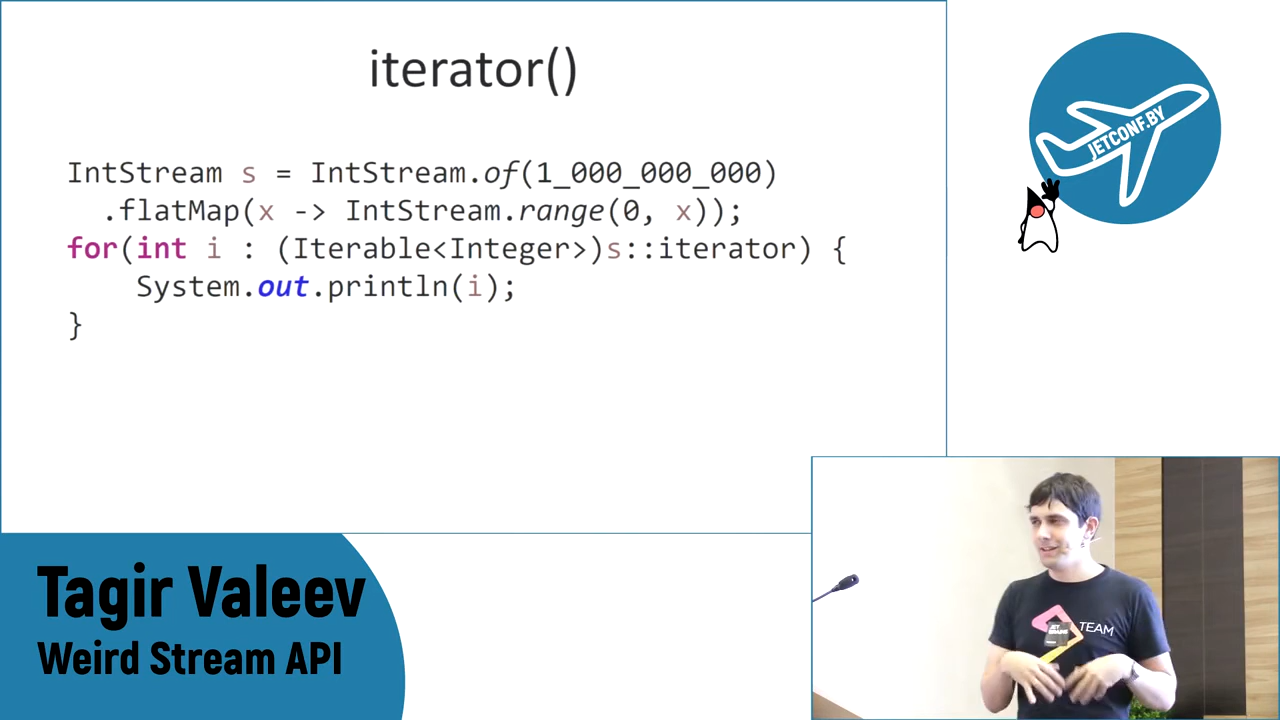 iterator()
IntStream s = IntStream.of(1_000_000_000)
.flatMap(x -> IntStream.range(0, x));
for(int i : (Iterable<Integer>)s::iterator) {
System.out.println(i);
}
JETCONF.BY
Tagir Valeev
Weird Stream API
TEAM